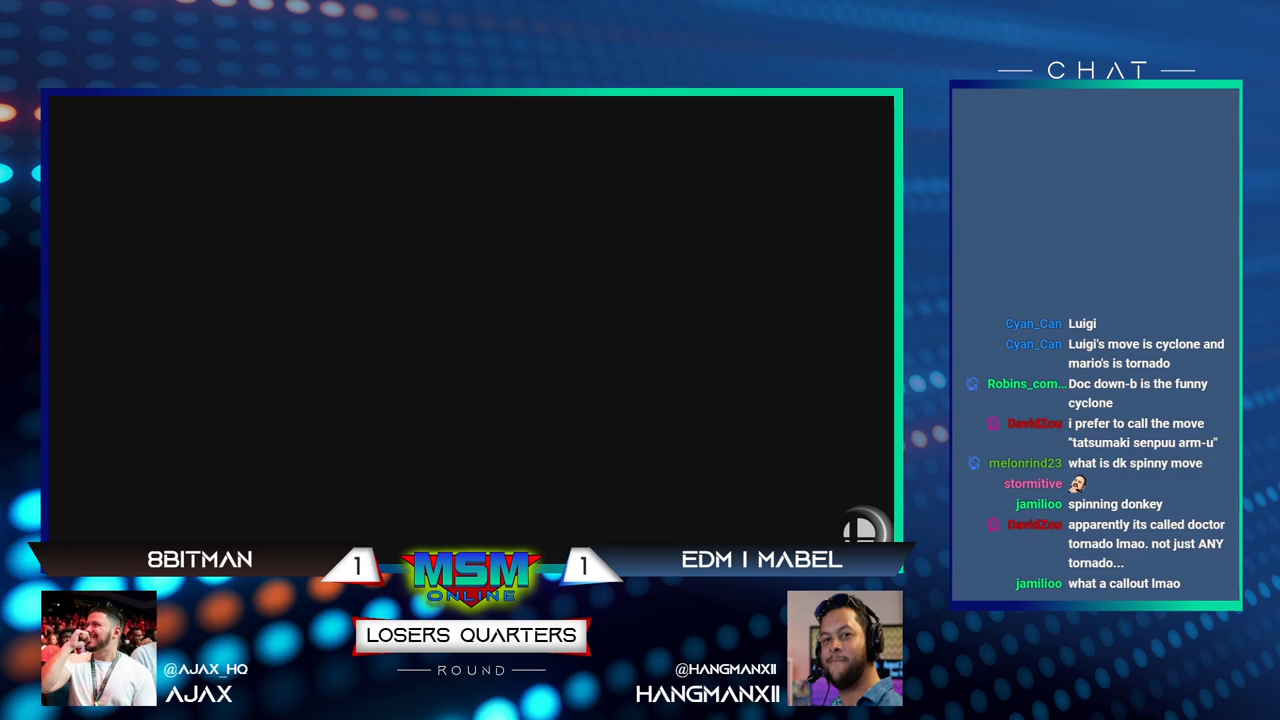 CHAT
Cyan_Can Luigi
Cyan_Can Luigi's move is cyclone and
mario's is tornado
Robins_com... Doc down-b is the funny
cyclone
DavidZou i prefer to call the move
"tatsumaki senpuu arm-u"
melonrind23 what is dk spinny move
stormitive
jamilioo spinning donkey
DavidZou apparently its called doctor
tornado lmao. not just ANY
tornado...
jamilioo what a callout lmao
8BITMAN 1 MSM 1 EDM | MABEL
ONLINE
LOSERS QUARTERS
ROUND
@AJAX_HQ
AJAX
@HANGMANXII
HANGMANXII